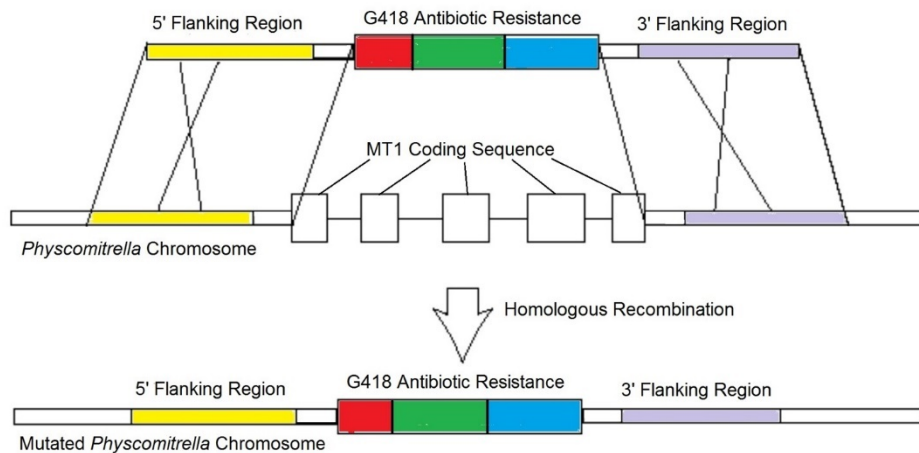 5' Flanking Region
G418 Antibiotic Resistance
3' Flanking Region
MT1 Coding Sequence
Physcomitrella Chromosome
Homologous Recombination
5' Flanking Region
G418 Antibiotic Resistance
3' Flanking Region
Mutated Physcomitrella Chromosome